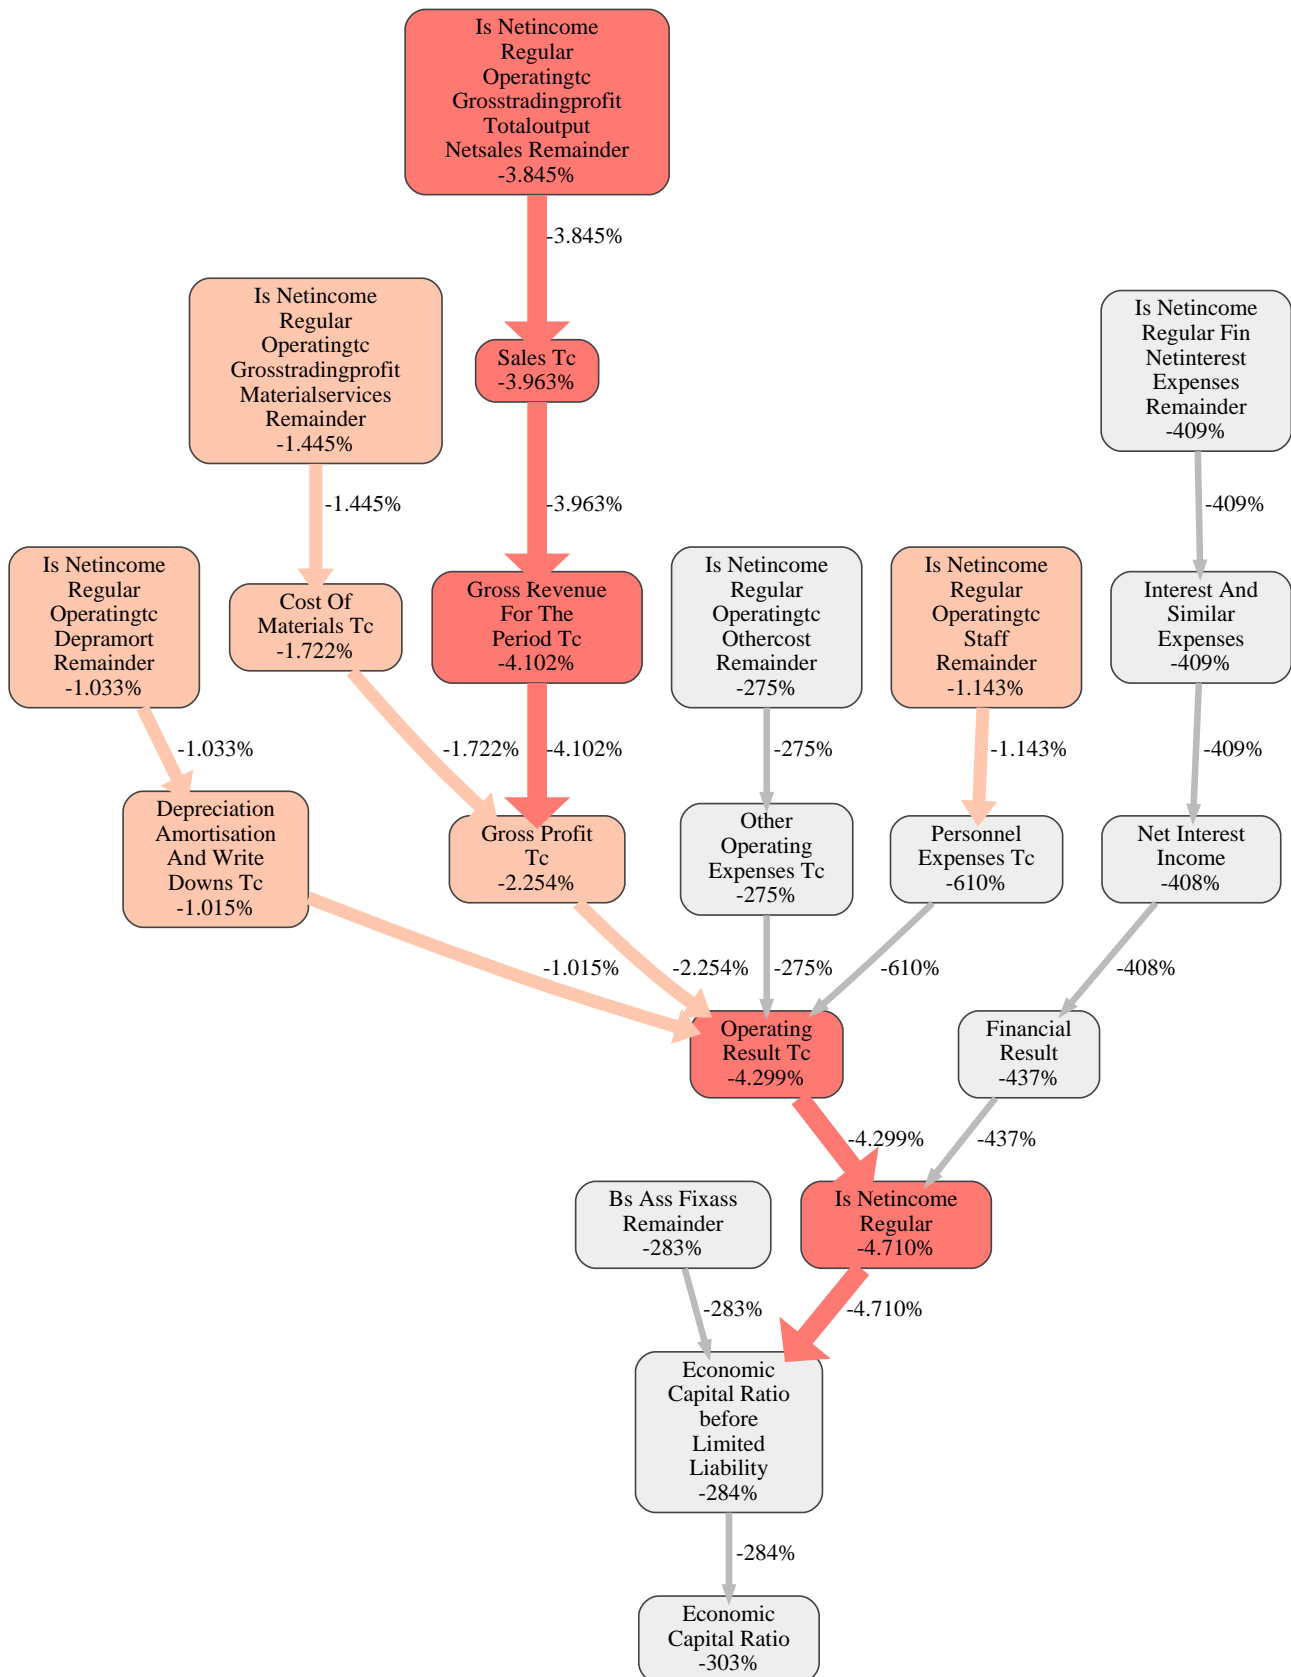 Is Netincome
Regular
Operatingtc
Grosstradingprofit
Totaloutput
Netsales Remainder
-3.845%
-3.845%
Is Netincome
Regular
Operatingtc
Grosstradingprofit
Materialservices
Remainder
-1.445%
Sales Tc
-3.963%
Is Netincome
Regular Fin
Netinterest
Expenses
Remainder
-409%
-1.445%
-3.963%
-409%
Is Netincome
Regular
Operatingtc
Depramort
Remainder
-1.033%
Cost Of
Materials Tc
-1.722%
Gross Revenue
For The
Period Tc
-4.102%
Is Netincome
Regular
Operatingtc
Othercost
Remainder
-275%
Is Netincome
Regular
Operatingtc
Staff
Remainder
-1.143%
Interest And
Similar
Expenses
-409%
-1.033%
-1.722%
-4.102%
-275%
-1.143%
-409%
Depreciation
Amortisation
And Write
Downs Tc
-1.015%
Gross Profit
Tc
-2.254%
Other
Operating
Expenses Tc
-275%
Personnel
Expenses Tc
-610%
Net Interest
Income
-408%
-1.015%
-2.254%
-275%
-610%
-408%
Operating
Result Tc
-4.299%
Financial
Result
-437%
-4.299%
-437%
Bs Ass Fixass
Remainder
-283%
Is Netincome
Regular
-4.710%
-283%
-4.710%
Economic
Capital Ratio
before
Limited
Liability
-284%
-284%
Economic
Capital Ratio
-303%